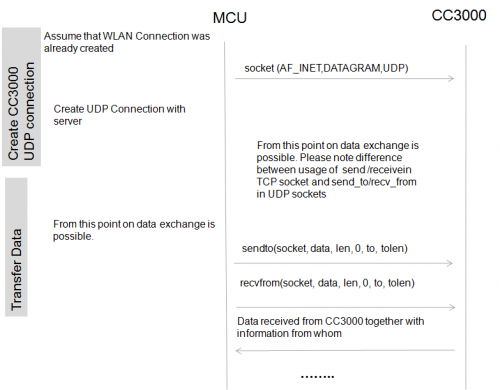 MCU
CC3000
Assume that WLAN Connection was
already created
socket (AF_INET,DATAGRAM,UDP)
Create CC3000
UDP connection
Create UDP Connection with
server
From this point on data exchange is
possible. Please note difference
between usage of send /receivein
TCP socket and send_to/recv_from
in UDP sockets
Transfer Data
From this point on data exchange is
possible.
sendto(socket, data, len, 0, to, tolen)
recvfrom(socket, data, len, 0, to, tolen)
Data received from CC3000 together with
information from whom
........